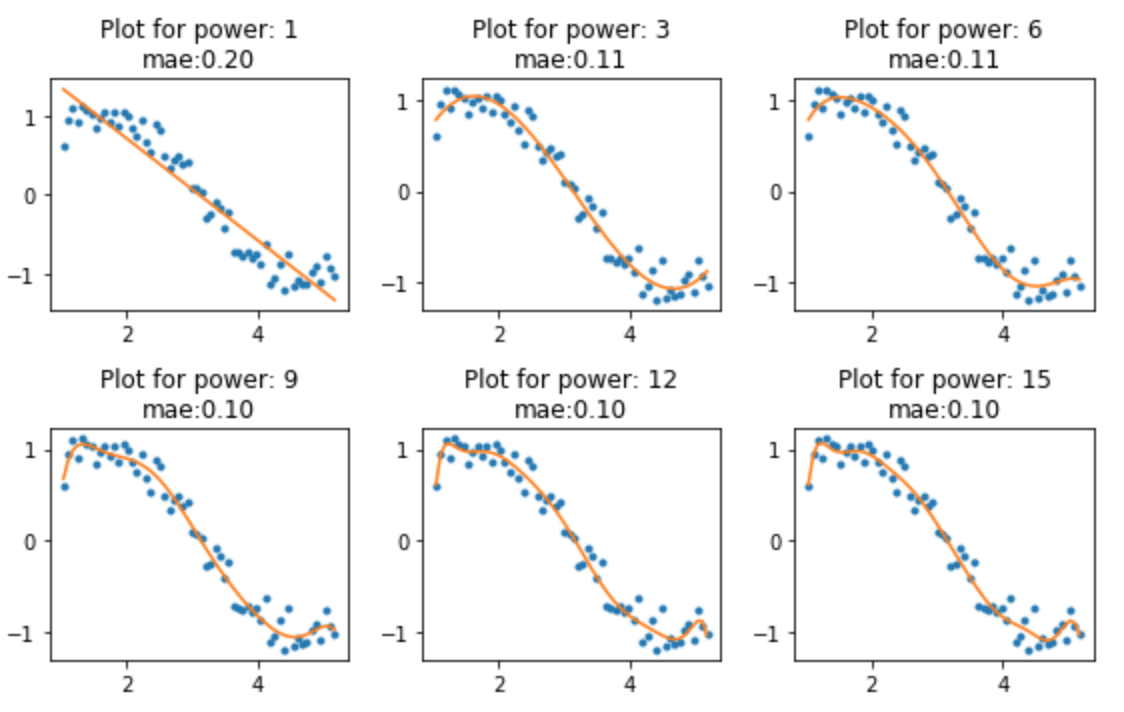 Plot for power: 1
mae:0.20
1
0
−1
2 4
Plot for power: 3
mae:0.11
1
0
−1
2 4
Plot for power: 6
mae:0.11
1
0
−1
2 4
Plot for power: 9
mae:0.10
1
0
−1
2 4
Plot for power: 12
mae:0.10
1
0
−1
2 4
Plot for power: 15
mae:0.10
1
0
−1
2 4